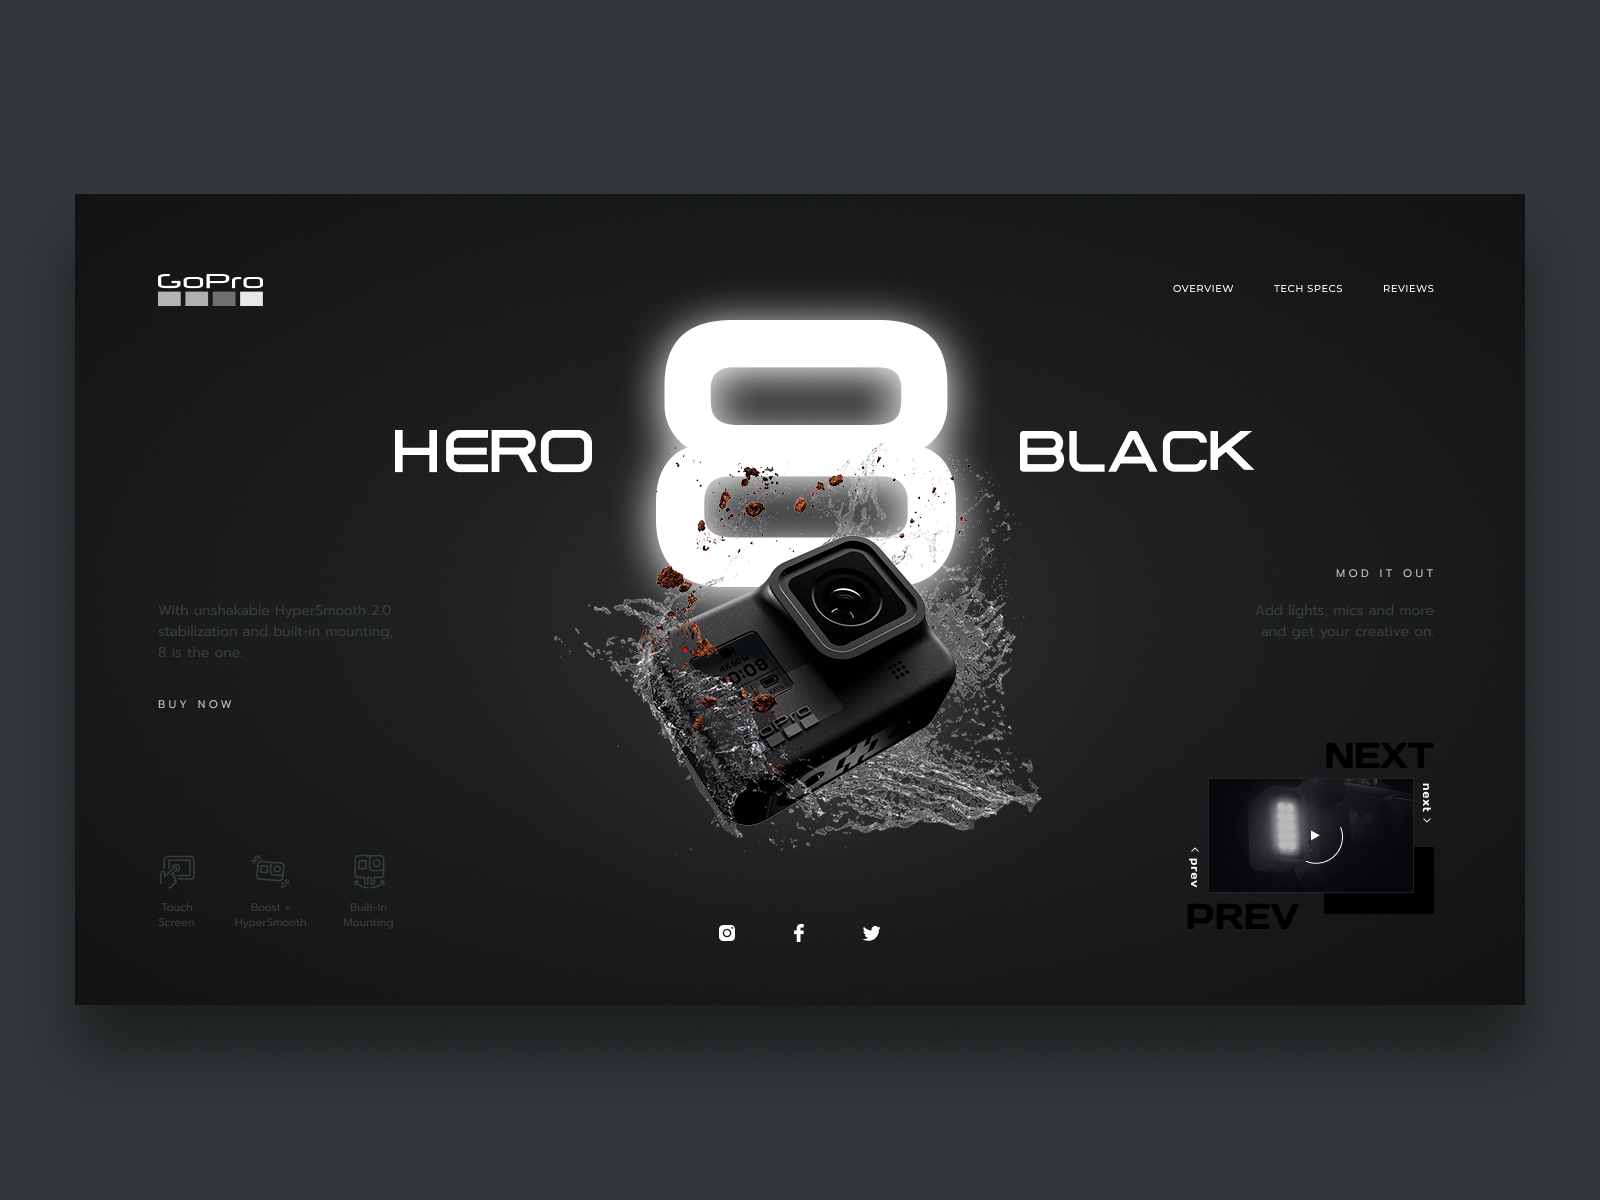 GoPro
OVERVIEW TECH SPECS REVIEWS
HERO 8 BLACK
With unshakable HyperSmooth 2.0
stabilization and built-in mounting,
8 is the one.
BUY NOW
MOD IT OUT
Add lights, mics and more
and get your creative on.
4K 60 W
0:08
GoPro
NEXT
next >
< prev
PREV
Touch
Screen
Boost +
HyperSmooth
Built-In
Mounting